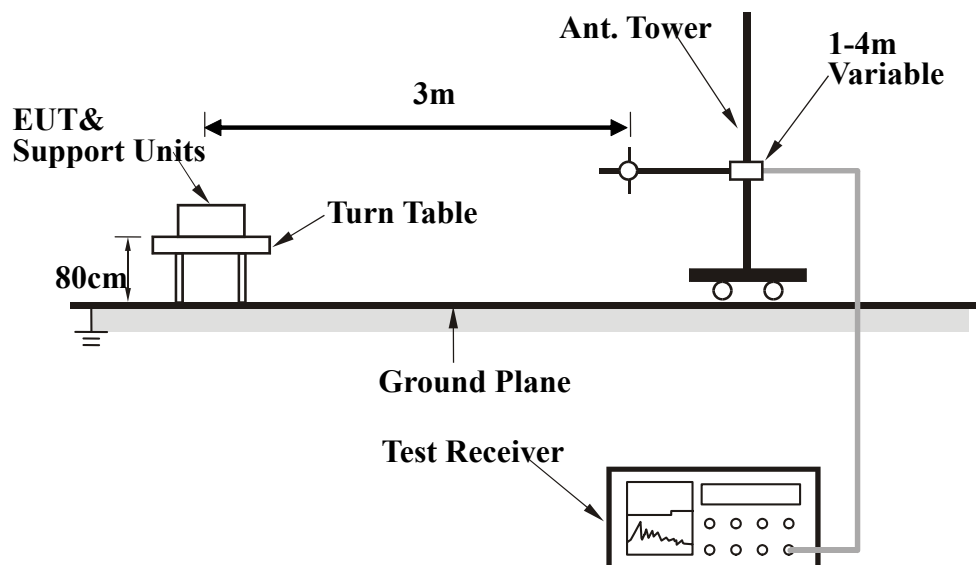 Ant. Tower
1-4m
Variable
3m
EUT&
Support Units
Turn Table
80cm
Ground Plane
Test Receiver